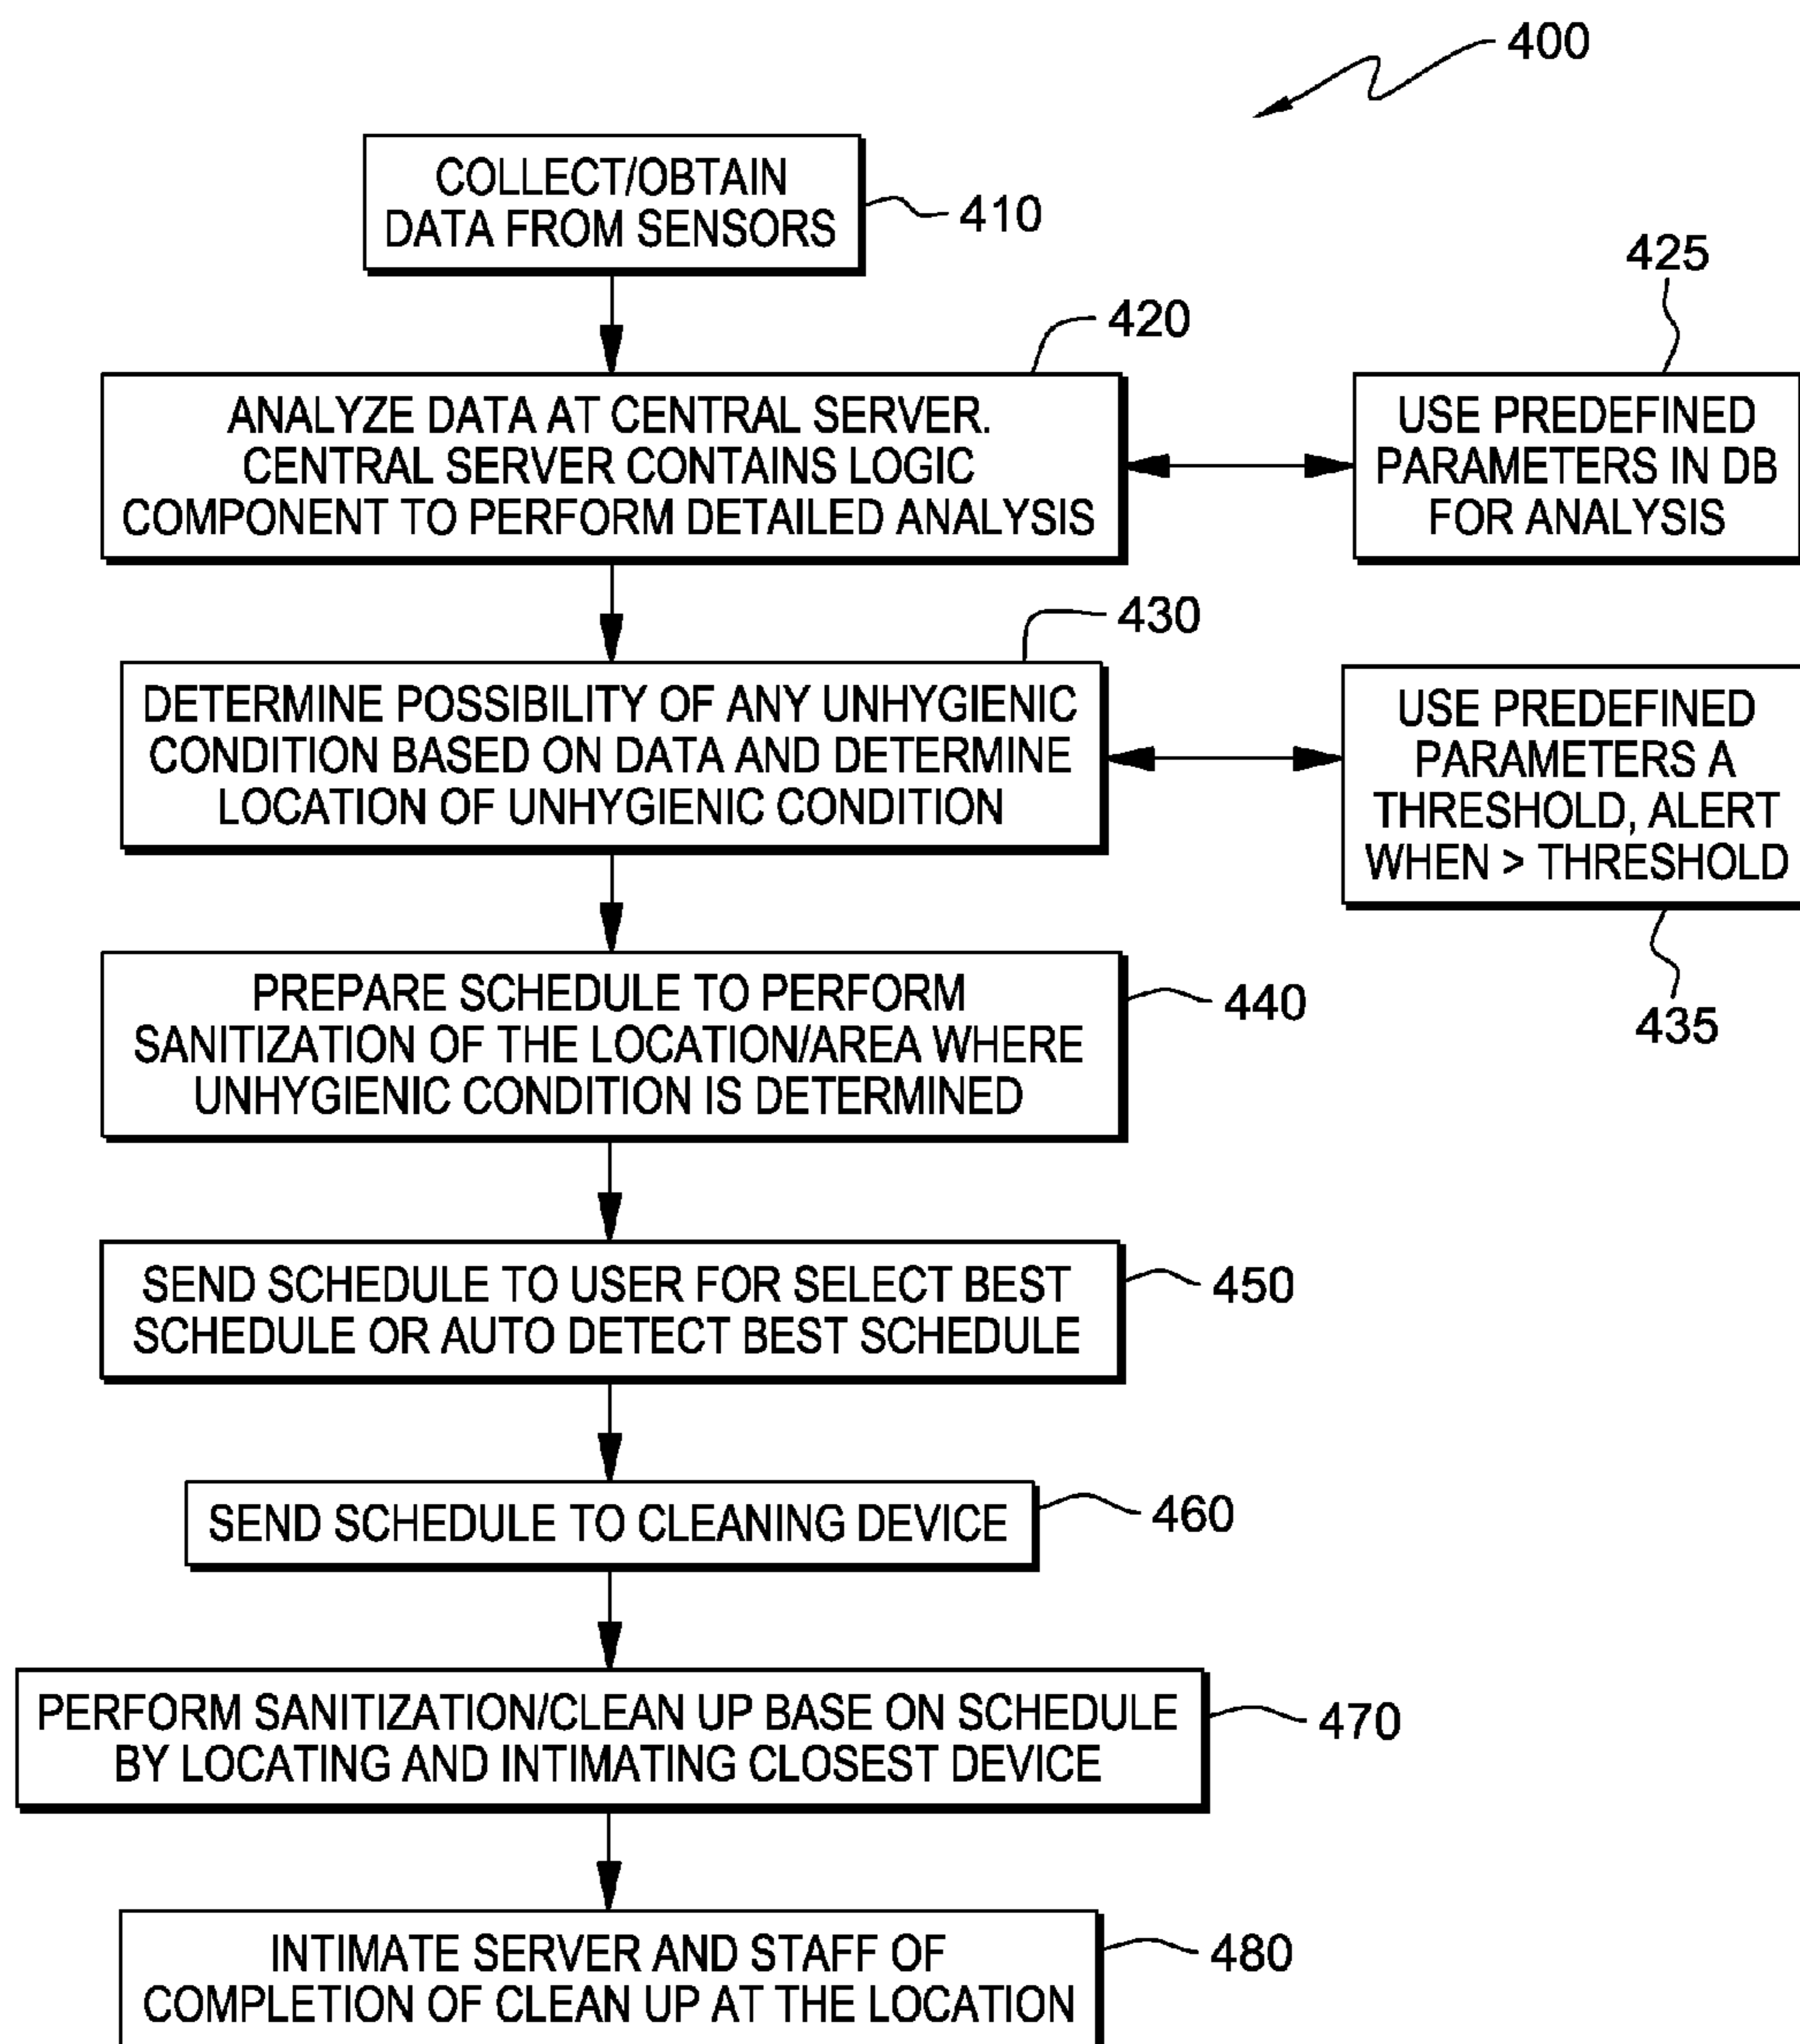 400
COLLECT/OBTAIN
DATA FROM SENSORS
410
425
420
ANALYZE DATA AT CENTRAL SERVER.
CENTRAL SERVER CONTAINS LOGIC
COMPONENT TO PERFORM DETAILED ANALYSIS
USE PREDEFINED
PARAMETERS IN DB
FOR ANALYSIS
430
DETERMINE POSSIBILITY OF ANY UNHYGIENIC
CONDITION BASED ON DATA AND DETERMINE
LOCATION OF UNHYGIENIC CONDITION
USE PREDEFINED
PARAMETERS A
THRESHOLD, ALERT
WHEN > THRESHOLD
435
PREPARE SCHEDULE TO PERFORM
SANITIZATION OF THE LOCATION/AREA WHERE
UNHYGIENIC CONDITION IS DETERMINED
440
SEND SCHEDULE TO USER FOR SELECT BEST
SCHEDULE OR AUTO DETECT BEST SCHEDULE
450
SEND SCHEDULE TO CLEANING DEVICE
460
PERFORM SANITIZATION/CLEAN UP BASE ON SCHEDULE
BY LOCATING AND INTIMATING CLOSEST DEVICE
470
INTIMATE SERVER AND STAFF OF
COMPLETION OF CLEAN UP AT THE LOCATION
480